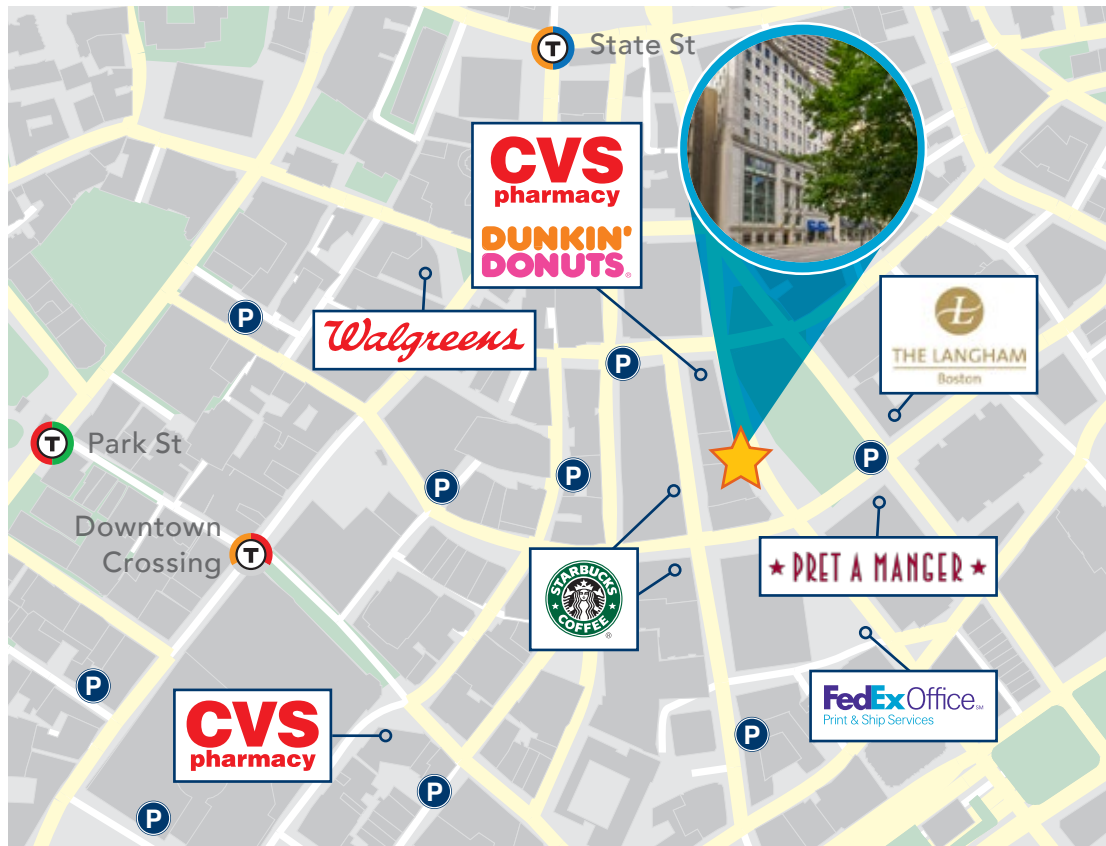 T
State St
CVS
pharmacy
DUNKIN'
DONUTS®
P
Walgreens
P
L
THE LANGHAM
Boston
T
Park St
P
P
P
Downtown
Crossing
T
STARBUCKS
COFFEE
®
★ PRET A MANGER ★
P
CVS
pharmacy
FedEx Office SM
Print & Ship Services
P
P
P